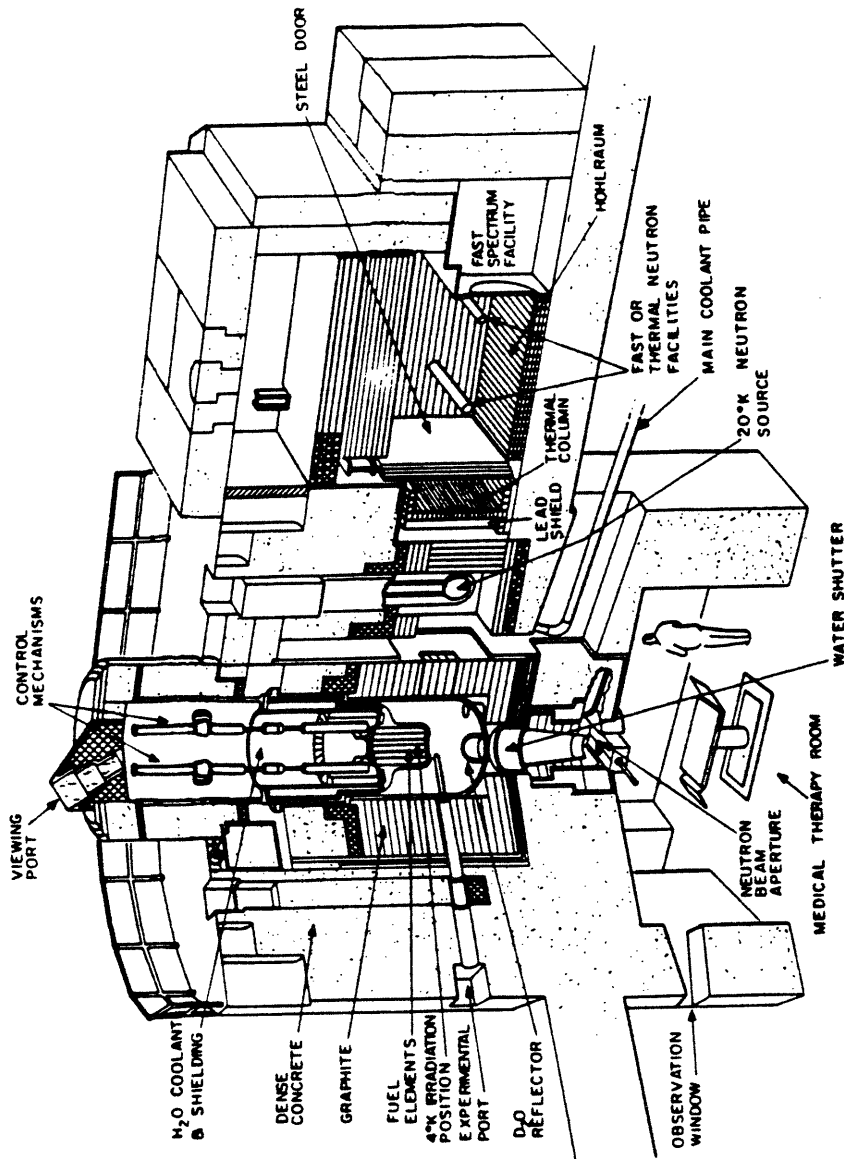 VIEWING
PORT
CONTROL
MECHANISMS
STEEL DOOR
H₂O COOLANT
& SHIELDING
DENSE
CONCRETE
GRAPHITE
FUEL
ELEMENTS
4°K IRRADIATION
POSITION
EXPERIMENTAL
PORT
D₂O
REFLECTOR
OBSERVATION
WINDOW
LEAD
SHIELD
THERMAL
COLUMN
FAST
SPECTRUM
FACILITY
HOHLRAUM
FAST OR
THERMAL NEUTRON
FACILITIES
MAIN COOLANT PIPE
20°K NEUTRON
SOURCE
NEUTRON
BEAM
APERTURE
MEDICAL THERAPY ROOM
WATER SHUTTER